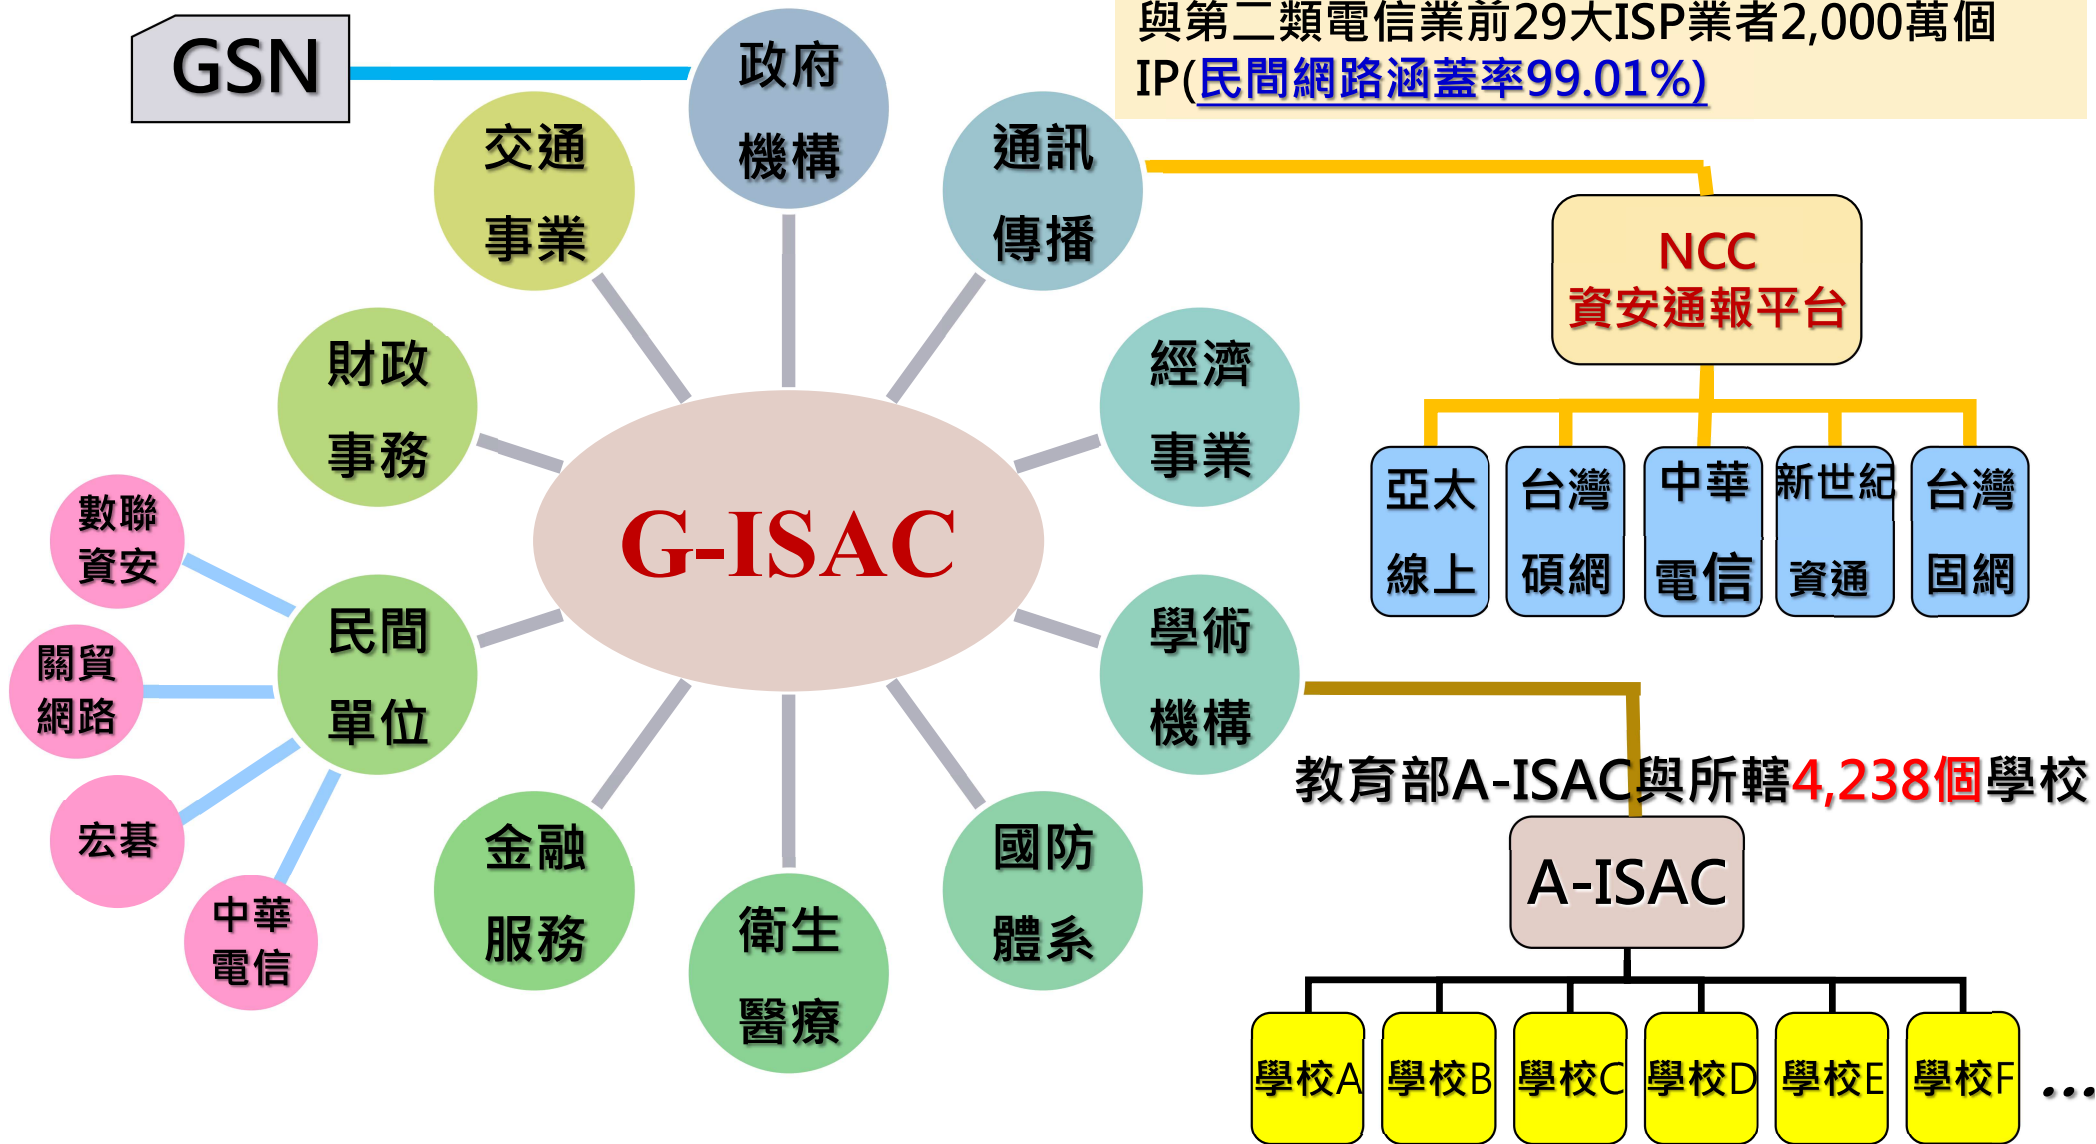 GSN
政府
機構
與第二類電信業前29大ISP業者2,000萬個
IP(民間網路涵蓋率99.01%)
交通
事業
通訊
傳播
NCC
資安通報平台
財政
事務
經濟
事業
亞太
線上
台灣
碩網
中華
電信
新世紀
資通
台灣
固網
G-ISAC
數聯
資安
關貿
網路
宏碁
中華
電信
民間
單位
學術
機構
教育部A-ISAC與所轄4,238個學校
金融
服務
衛生
醫療
國防
體系
A-ISAC
學校A
學校B
學校C
學校D
學校E
學校F
...